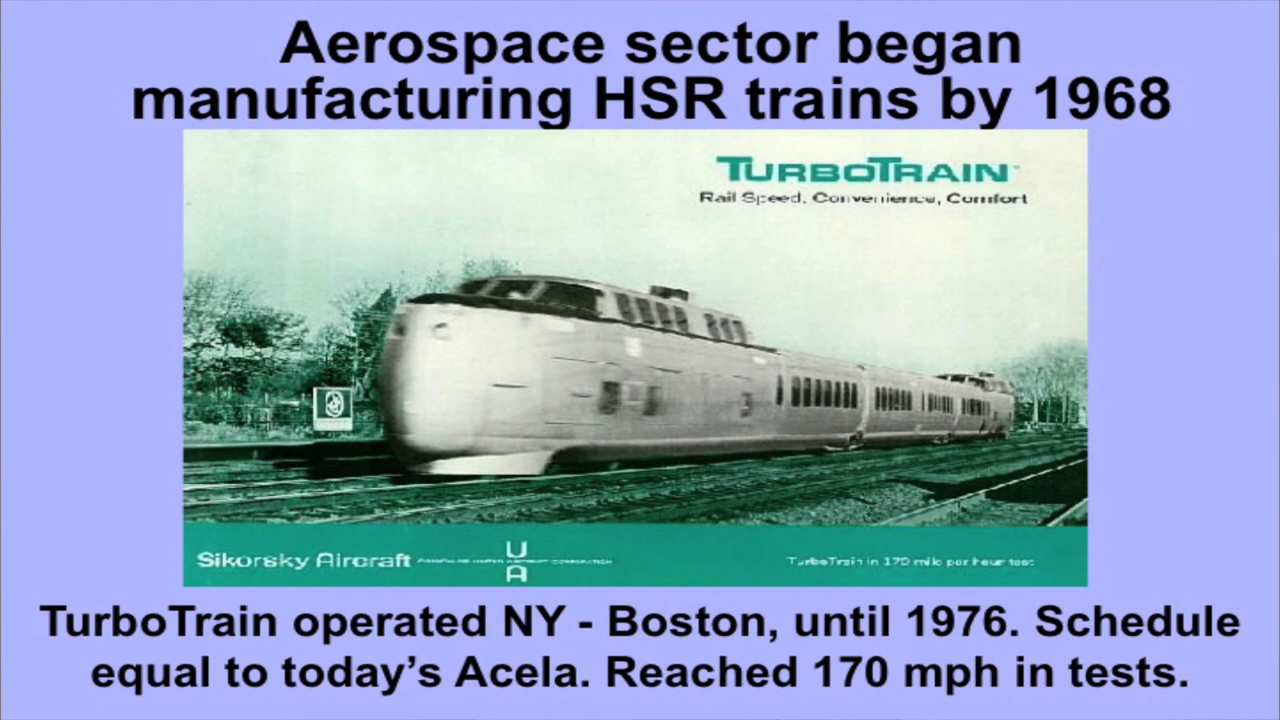 Aerospace sector began
manufacturing HSR trains by 1968
TURBOTRAIN
Rail Speed, Convenience, Comfort
Sikorsky Aircraft
U
A
TurboTrain in 170 mile per hour test
TurboTrain operated NY - Boston, until 1976. Schedule
equal to today’s Acela. Reached 170 mph in tests.